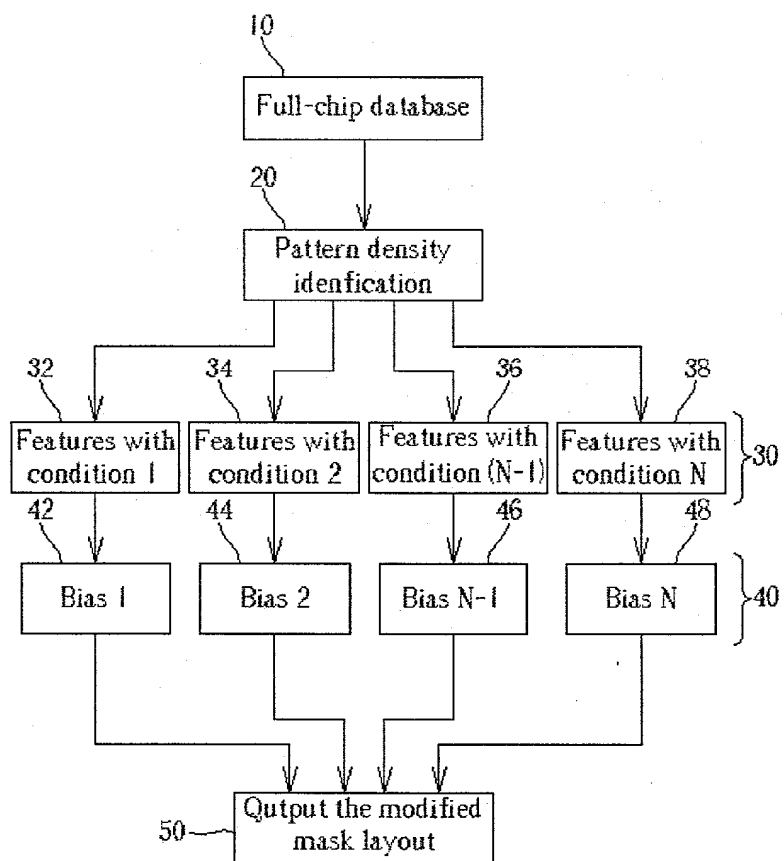 10
Full-chip database
20
Pattern density
idenfication
32
34
36
38
Features with
condition 1
Features with
condition 2
Features with
condition (N-1)
Features with
condition N
30
42
44
46
48
Bias 1
Bias 2
Bias N-1
Bias N
40
Qutput the modified
mask layout
50